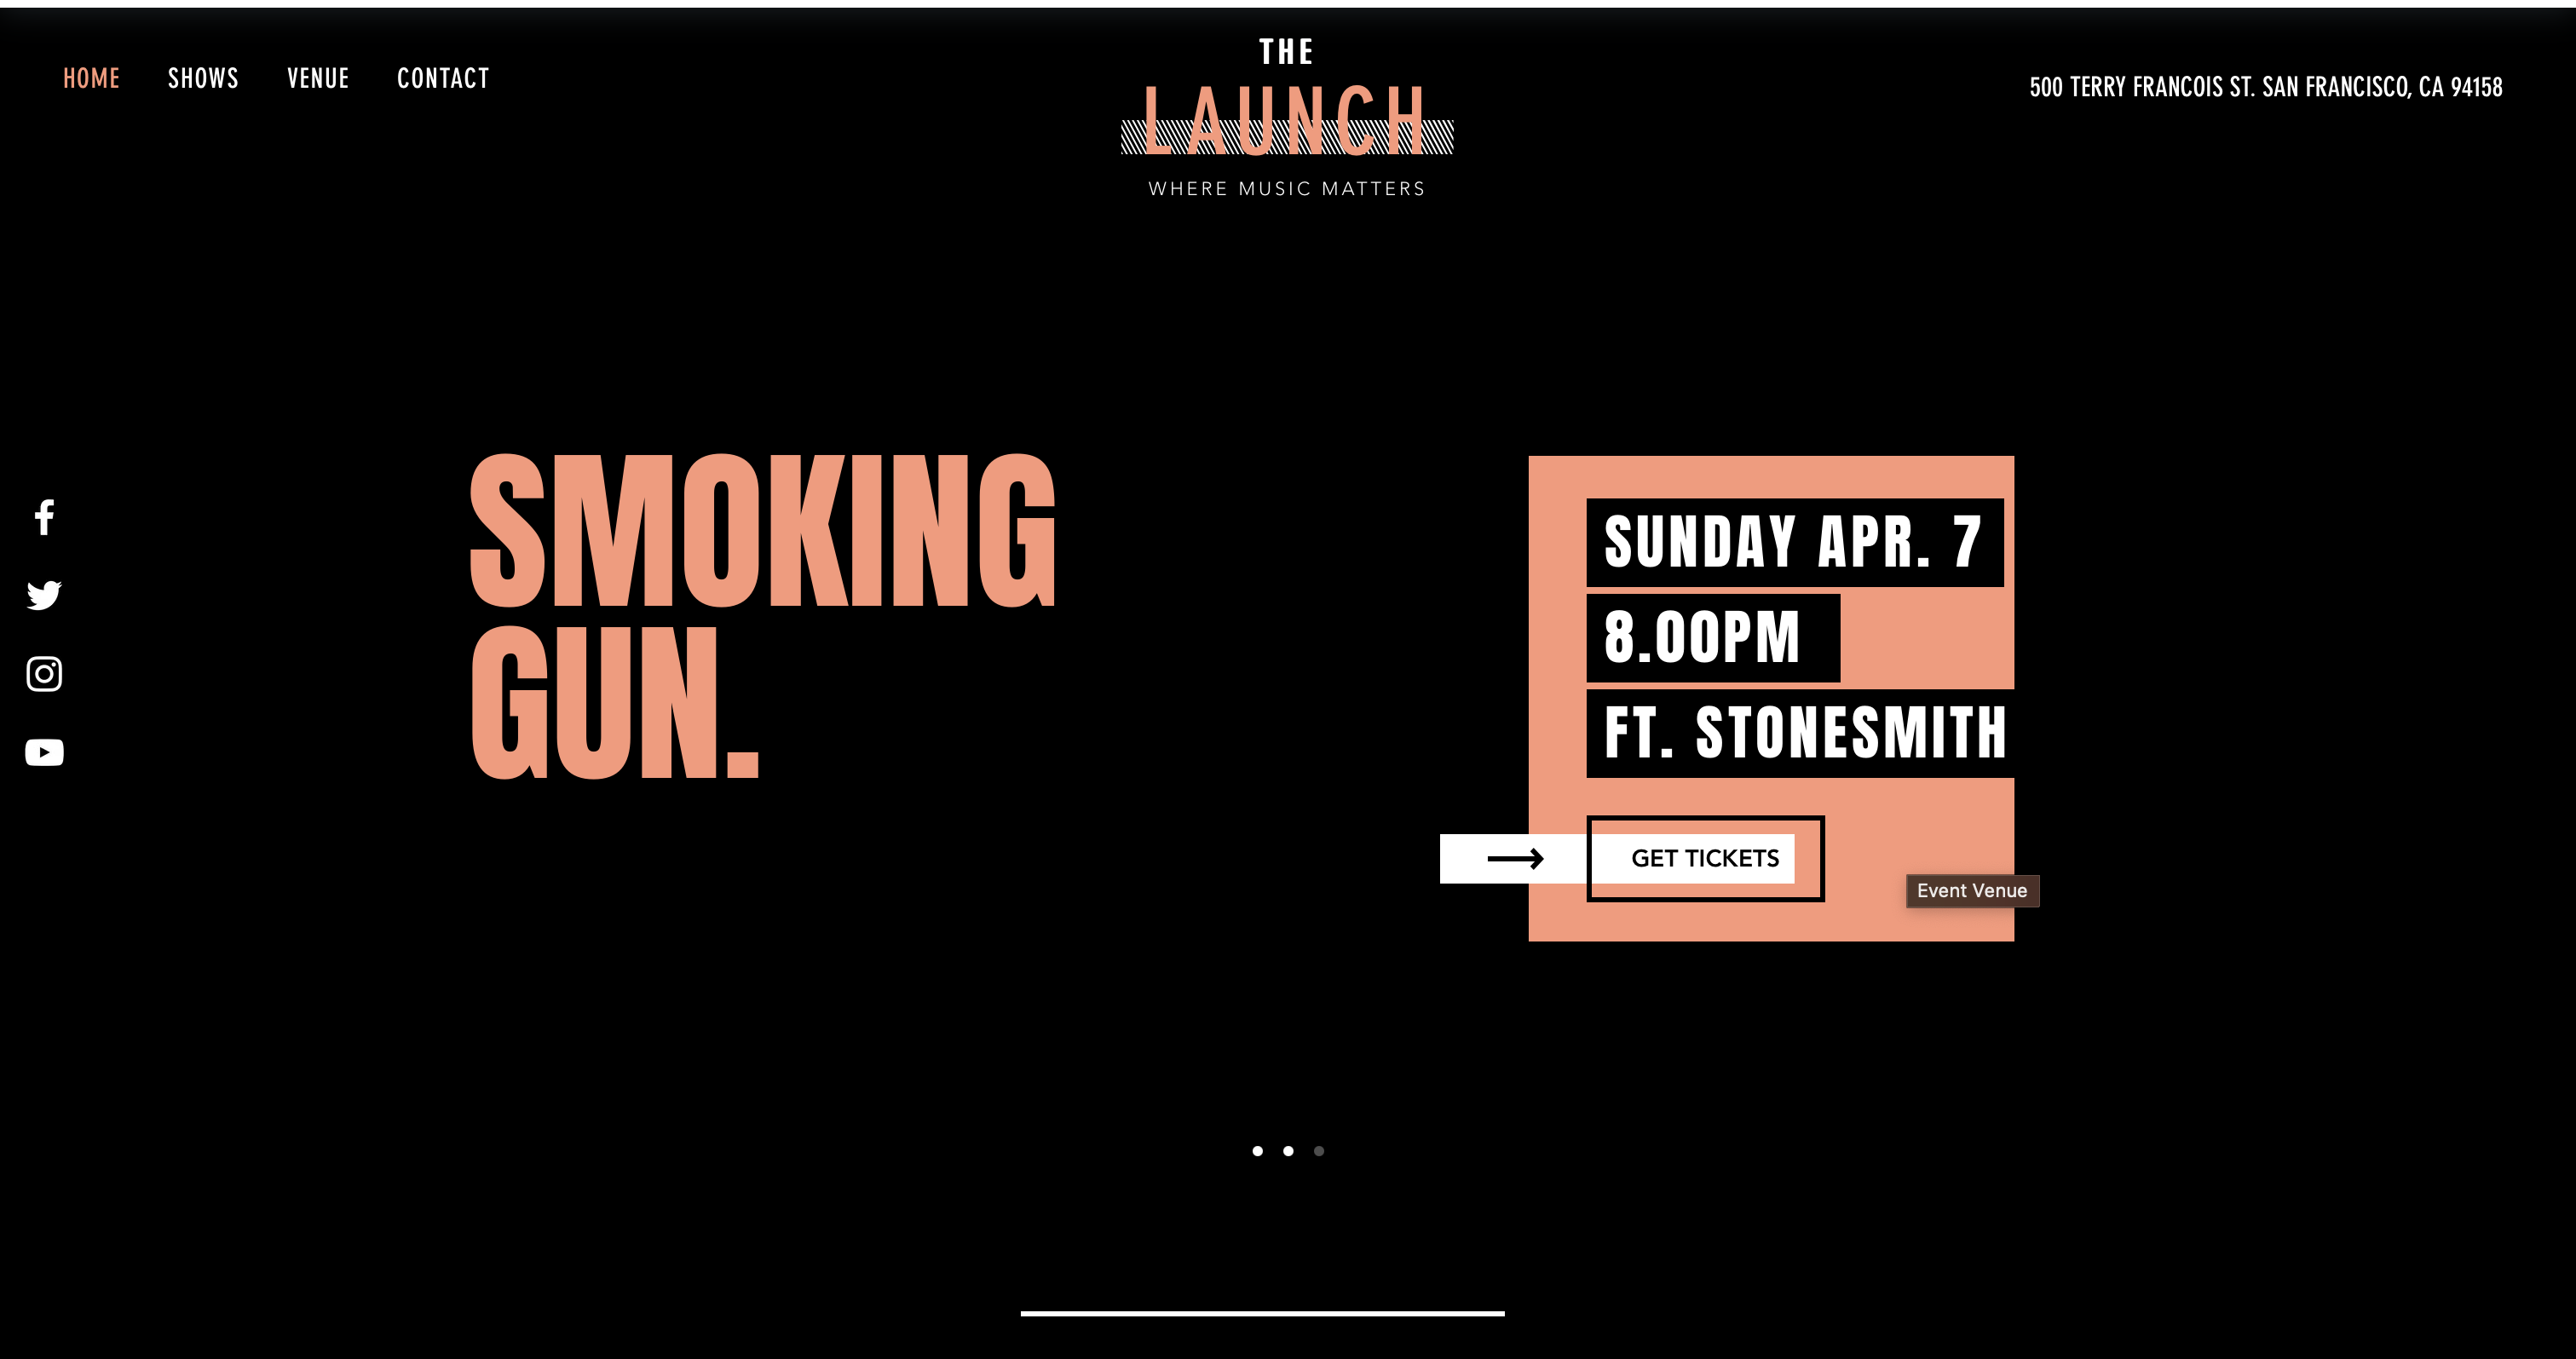 THE
LAUNCH
WHERE MUSIC MATTERS
HOME SHOWS VENUE CONTACT
500 TERRY FRANCOIS ST. SAN FRANCISCO, CA 94158
SMOKING
GUN.
SUNDAY APR. 7
8.00PM
FT. STONESMITH
GET TICKETS
Event Venue